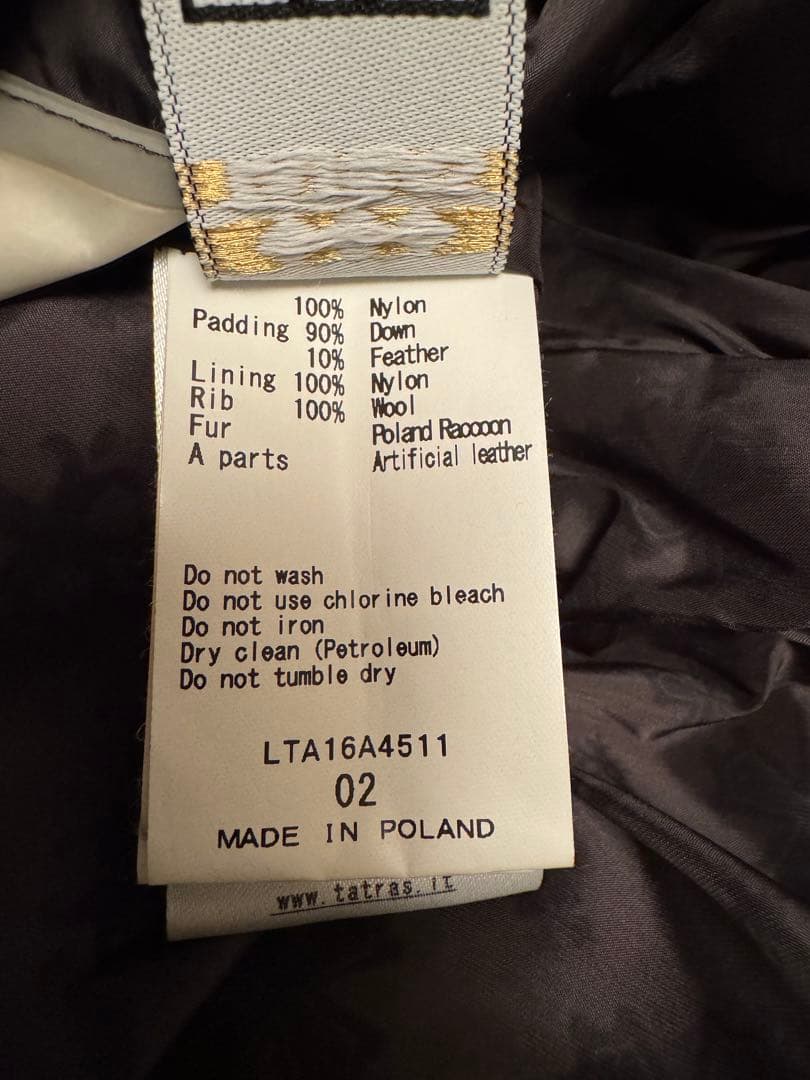 100% Nylon
Padding 90% Down
10% Feather
Lining 100% Nylon
Rib 100% Wool
Fur Poland Racooon
A parts Artificial leather
Do not wash
Do not use chlorine bleach
Do not iron
Dry clean (Petroleum)
Do not tumble dry
LTA16A4511
02
MADE IN POLAND
www.tatras.it